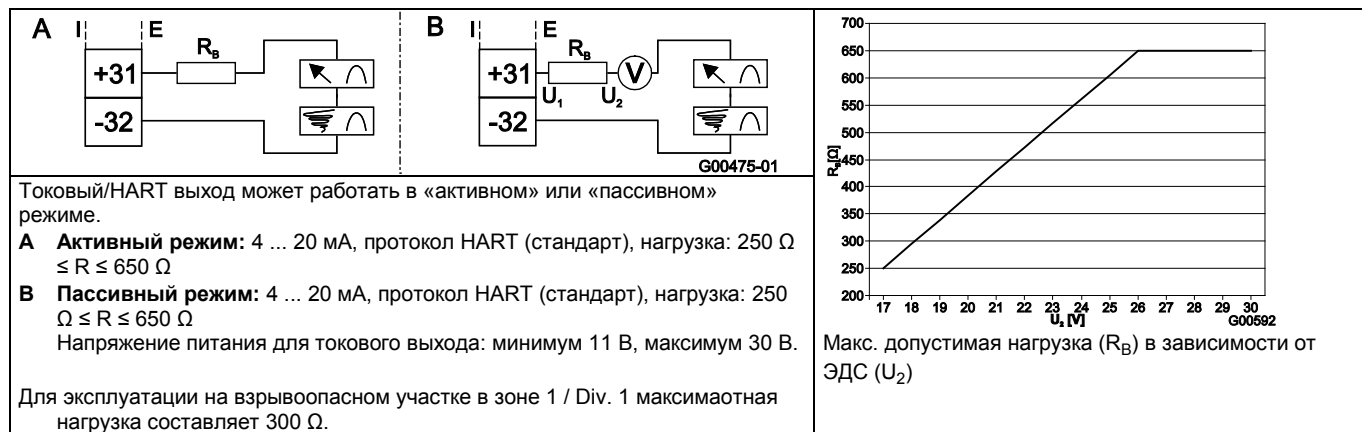 A I E
R_B
+31
-32
B I E
R_B
+31
V
U₁ U₂
-32
G00475-01
Токовый/HART выход может работать в «активном» или «пассивном»
режиме.
A Активный режим: 4 ... 20 мА, протокол HART (стандарт), нагрузка: 250 Ω
≤ R ≤ 650 Ω
B Пассивный режим: 4 ... 20 мА, протокол HART (стандарт), нагрузка: 250
Ω ≤ R ≤ 650 Ω
Напряжение питания для токового выхода: минимум 11 В, максимум 30 В.
Для эксплуатации на взрывоопасном участке в зоне 1 / Div. 1 максимаотная
нагрузка составляет 300 Ω.
700
650
600
550
500
450
400
350
300
250
200
R_B[Ω]
17 18 19 20 21 22 23 24 25 26 27 28 29 30
U₂ [V]
G00592
Макс. допустимая нагрузка (R_B) в зависимости от
ЭДС (U₂)